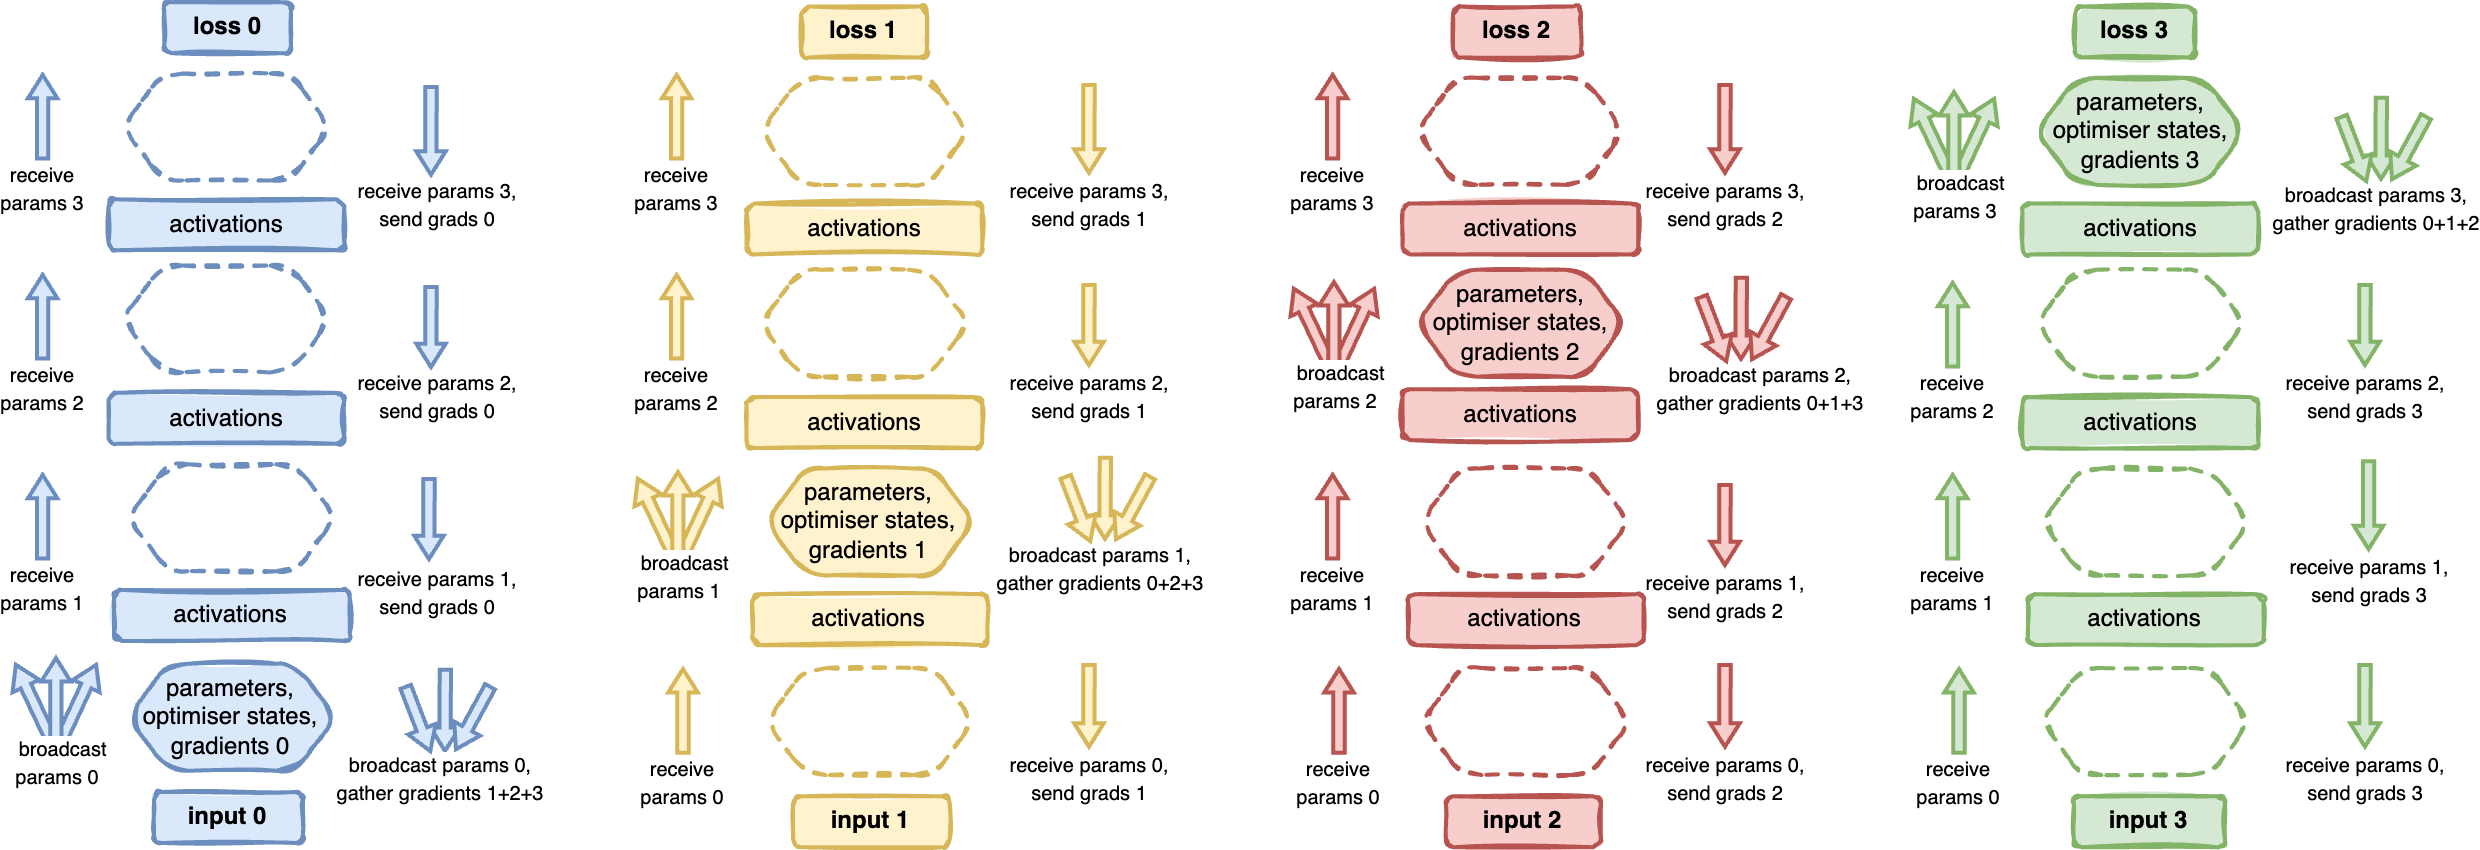 loss 0
receive
params 3
receive params 3,
send grads 0
activations
receive
params 2
receive params 2,
send grads 0
activations
receive
params 1
receive params 1,
send grads 0
activations
broadcast
params 0
parameters,
optimiser states,
gradients 0
broadcast params 0,
gather gradients 1+2+3
input 0
loss 1
receive
params 3
receive params 3,
send grads 1
activations
receive
params 2
receive params 2,
send grads 1
activations
broadcast
params 1
parameters,
optimiser states,
gradients 1
broadcast params 1,
gather gradients 0+2+3
activations
receive
params 0
receive params 0,
send grads 1
input 1
loss 2
receive
params 3
receive params 3,
send grads 2
activations
broadcast
params 2
parameters,
optimiser states,
gradients 2
broadcast params 2,
gather gradients 0+1+3
activations
receive
params 1
receive params 1,
send grads 2
activations
receive
params 0
receive params 0,
send grads 2
input 2
loss 3
broadcast
params 3
parameters,
optimiser states,
gradients 3
broadcast params 3,
gather gradients 0+1+2
activations
receive
params 2
receive params 2,
send grads 3
activations
receive
params 1
receive params 1,
send grads 3
activations
receive
params 0
receive params 0,
send grads 3
input 3